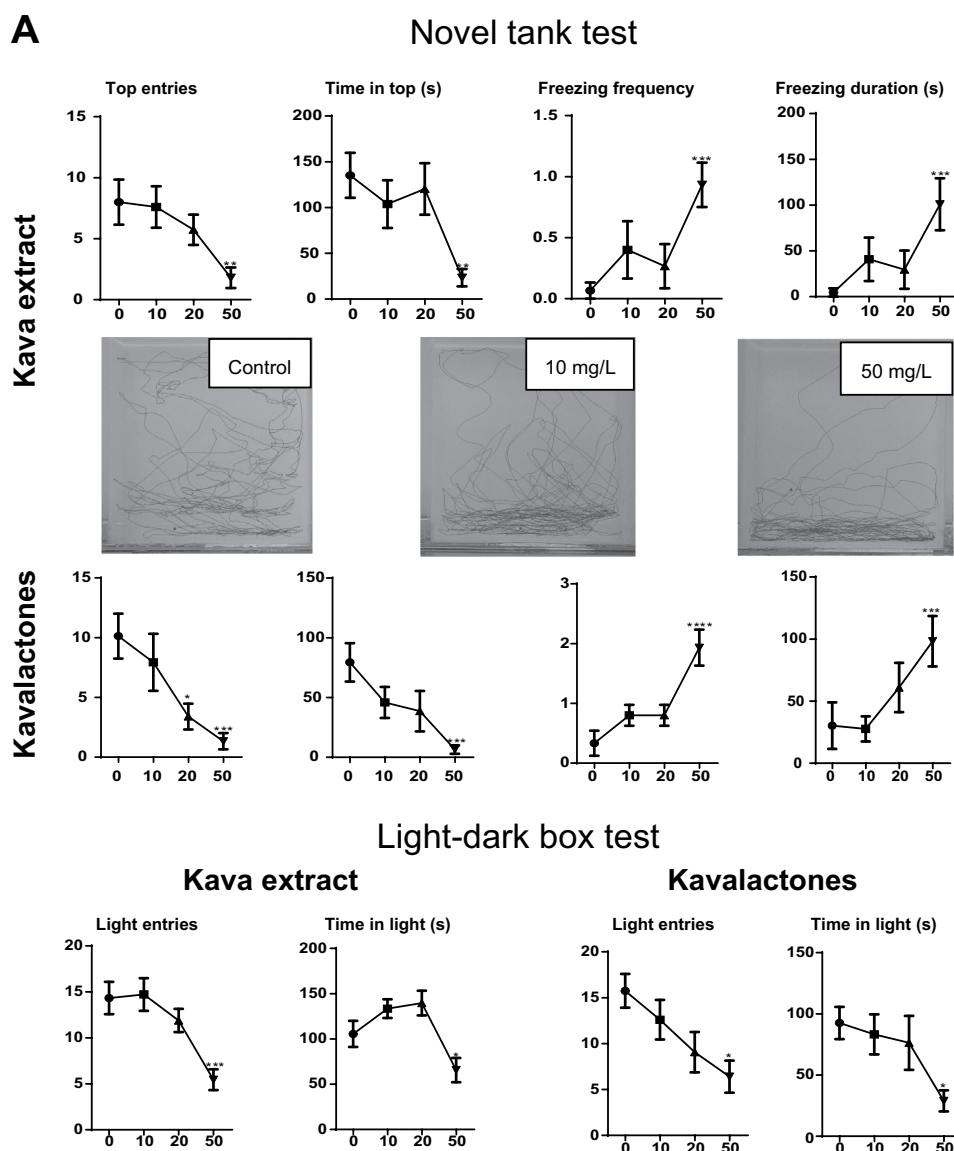 A
Novel tank test
Top entries
Time in top (s)
Freezing frequency
Freezing duration (s)
Kava extract
15
10
5
0
**
0 10 20 50
200
150
100
50
0
**
0 10 20 50
1.5
1.0
0.5
0.0
***
0 10 20 50
200
150
100
50
0
***
0 10 20 50
Control
10 mg/L
50 mg/L
Kavalactones
15
10
5
0
*
***
0 10 20 50
150
100
50
0
***
0 10 20 50
3
2
1
0
****
0 10 20 50
150
100
50
0
***
0 10 20 50
Light-dark box test
Kava extract
Kavalactones
Light entries
Time in light (s)
Light entries
Time in light (s)
20
15
10
5
0
***
0 10 20 50
200
150
100
50
0
*
0 10 20 50
20
15
10
5
0
*
0 10 20 50
150
100
50
0
*
0 10 20 50